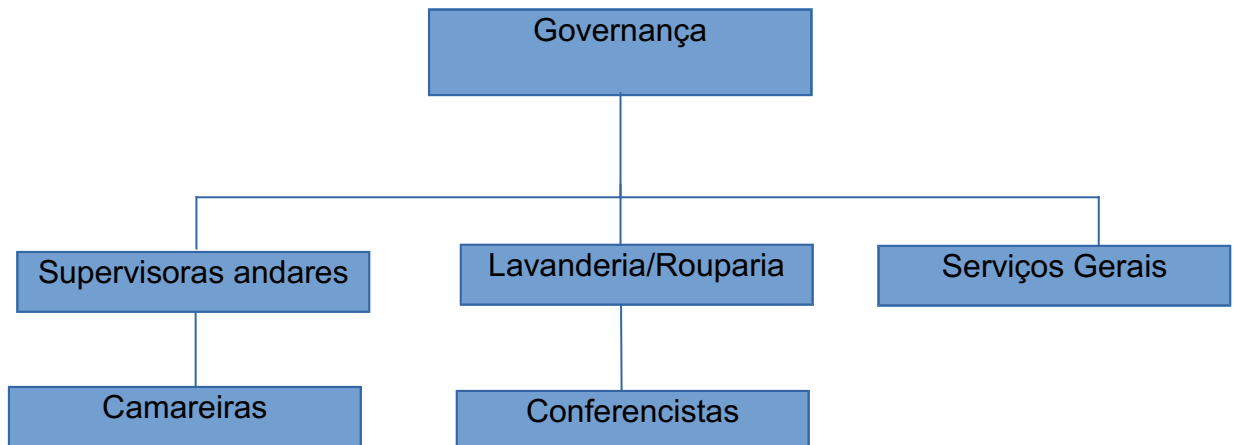 Governança
Supervisoras andares
Lavanderia/Rouparia
Serviços Gerais
Camareiras
Conferencistas